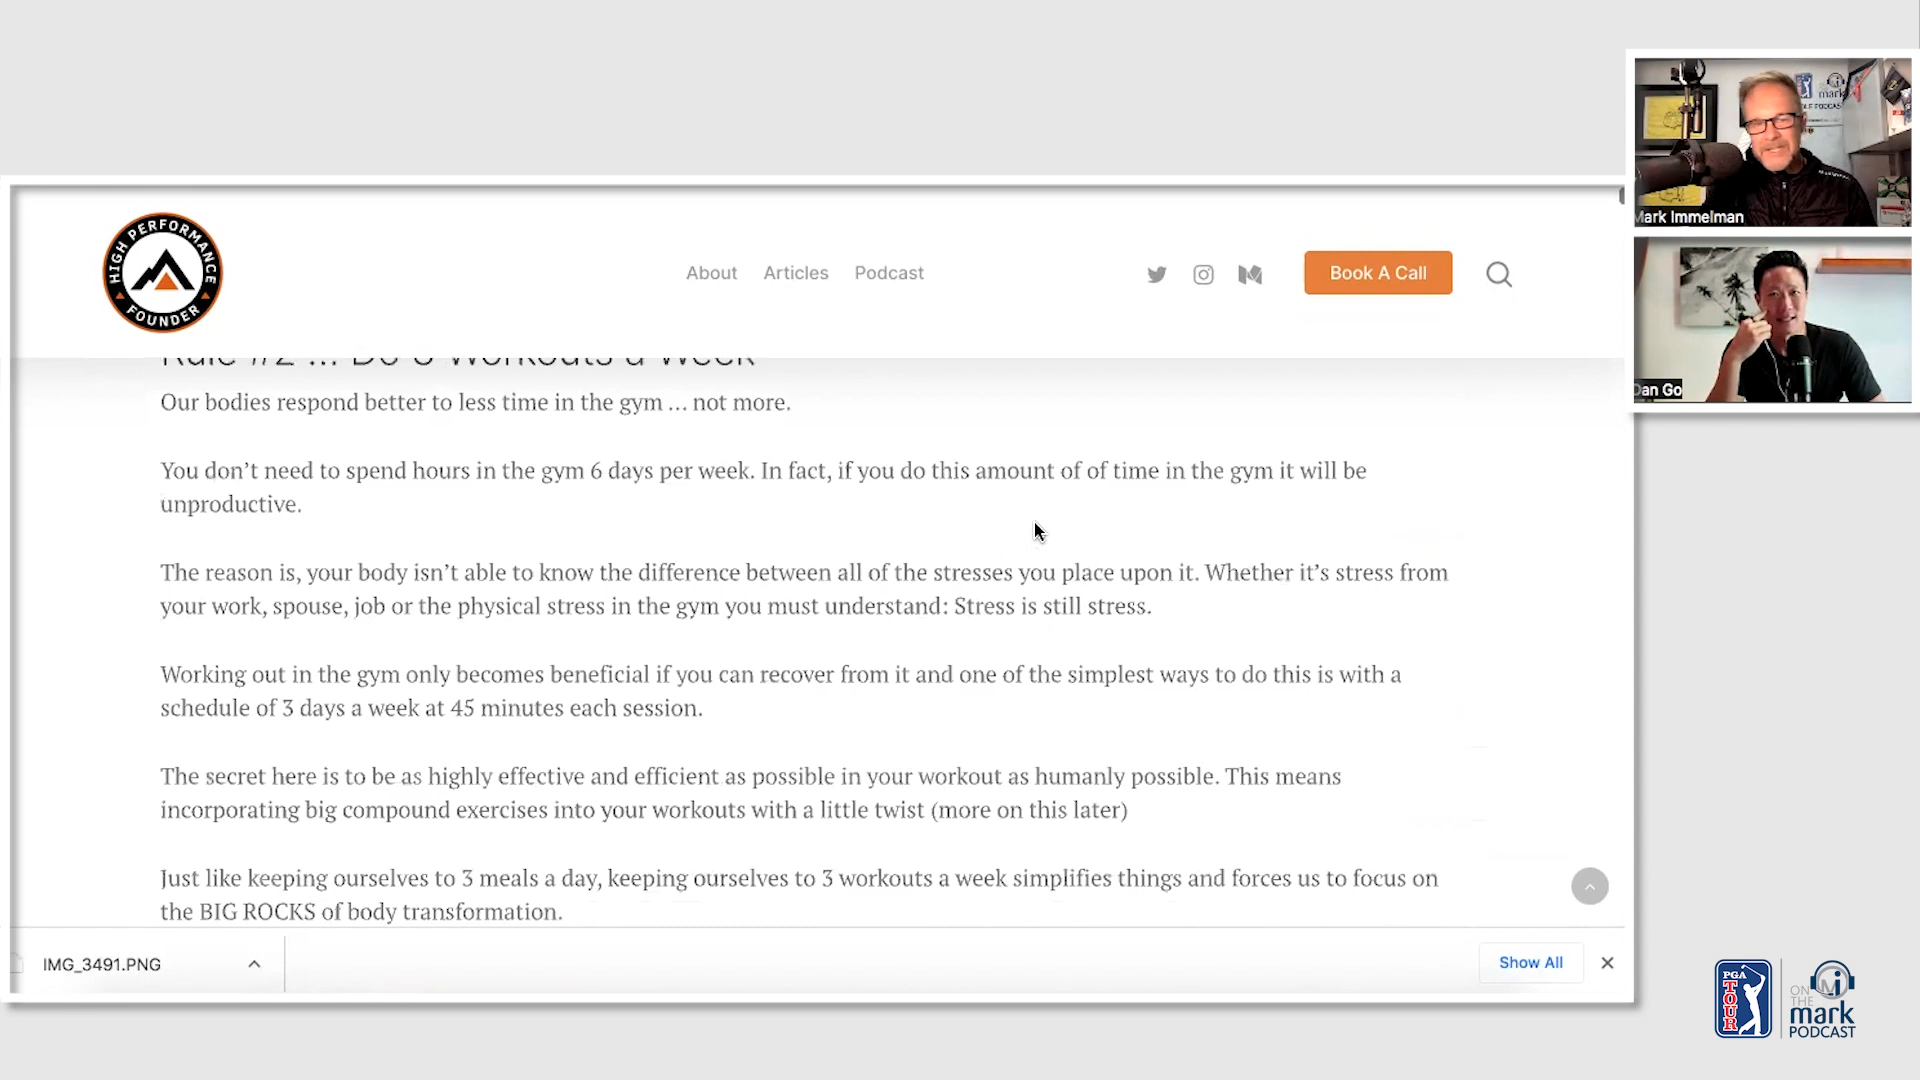 HIGH PERFORMANCE
FOUNDER
About
Articles
Podcast
Book A Call
Rule #2 ... Do 3 Workouts a Week
Our bodies respond better to less time in the gym … not more.
You don’t need to spend hours in the gym 6 days per week. In fact, if you do this amount of of time in the gym it will be
unproductive.
The reason is, your body isn’t able to know the difference between all of the stresses you place upon it. Whether it’s stress from
your work, spouse, job or the physical stress in the gym you must understand: Stress is still stress.
Working out in the gym only becomes beneficial if you can recover from it and one of the simplest ways to do this is with a
schedule of 3 days a week at 45 minutes each session.
The secret here is to be as highly effective and efficient as possible in your workout as humanly possible. This means
incorporating big compound exercises into your workouts with a little twist (more on this later)
Just like keeping ourselves to 3 meals a day, keeping ourselves to 3 workouts a week simplifies things and forces us to focus on
the BIG ROCKS of body transformation.
IMG_3491.PNG
Show All
mark
Mark Immelman
Dan Go
PGA
TOUR
ON
THE
mark
PODCAST